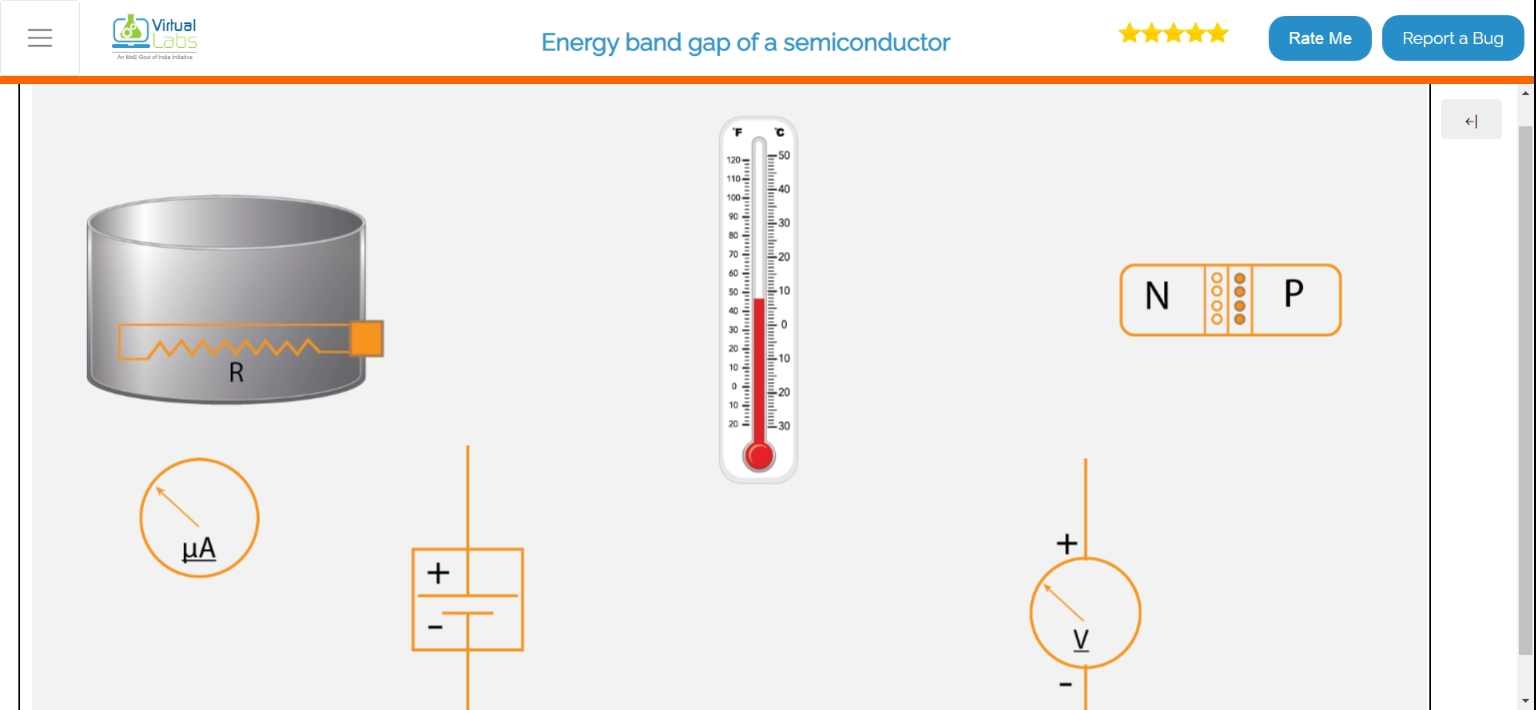 Virtual
Labs
An MoE Govt of India Initiative
Energy band gap of a semiconductor
Rate Me
Report a Bug
°F °C
120 50
110
100 40
90 30
80
70 20
60
50 10
40
30 0
20
10 10
0 20
10
20 30
N P
R
µA
+
-
+
V
-